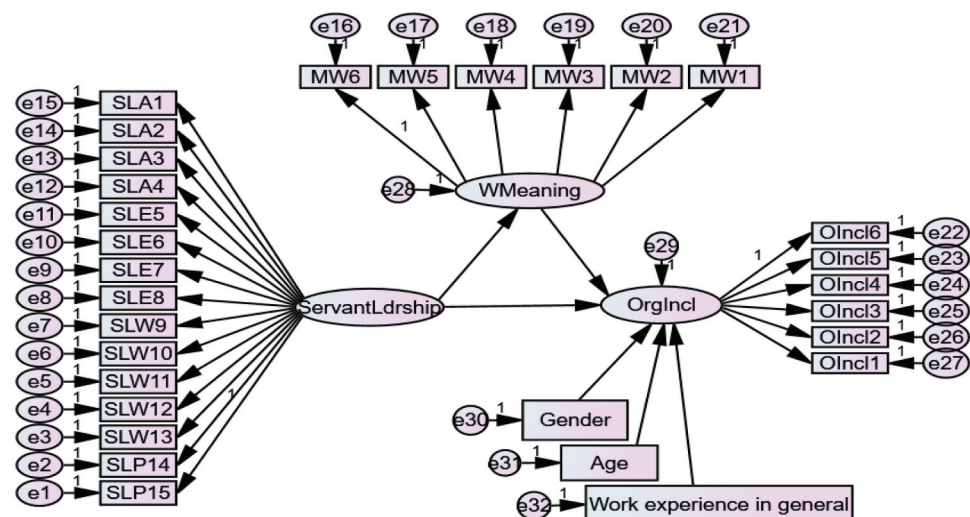 e16 e17 e18 e19 e20 e21
1 1 1 1 1 1
MW6 MW5 MW4 MW3 MW2 MW1
e15 1 SLA1
e14 1 SLA2
e13 1 SLA3
e12 1 SLA4
e11 1 SLE5
e10 1 SLE6
e9 1 SLE7
e8 1 SLE8
e7 1 SLW9
e6 1 SLW10
e5 1 SLW11
e4 1 SLW12
e3 1 SLW13
e2 1 SLP14
e1 1 SLP15
1
ServantLdrship
1
e28 1 WMeaning
e29
1
OrgIncl
1
OIncl6 1 e22
OIncl5 1 e23
OIncl4 1 e24
OIncl3 1 e25
OIncl2 1 e26
OIncl1 1 e27
e30 1 Gender
e31 1 Age
e32 1 Work experience in general